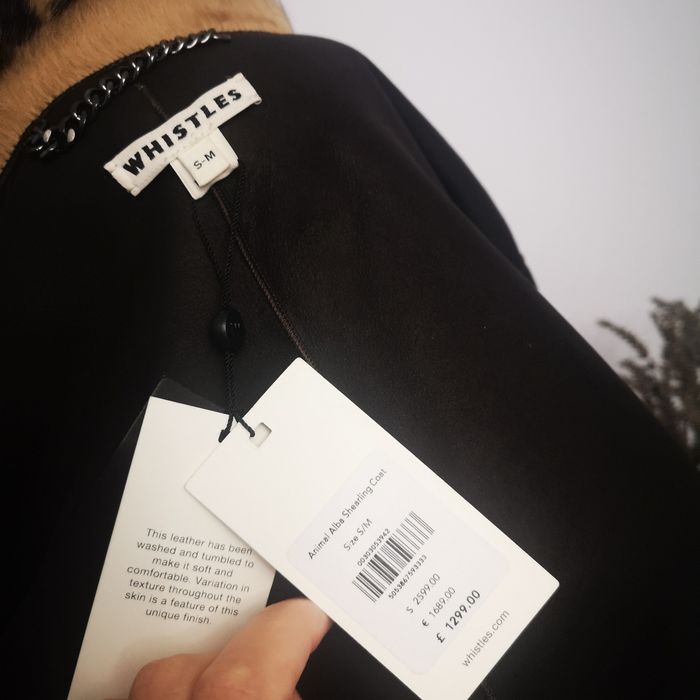 WHISTLES
S-M
This leather has been
washed and tumbled to
make it soft and
comfortable. Variation in
texture throughout the
skin is a feature of this
unique finish.
Animal Alba Shearling Coat
Size S/M
00303053942
5053867593333
$ 2599.00
€ 1689.00
£ 1299.00
whistles.com